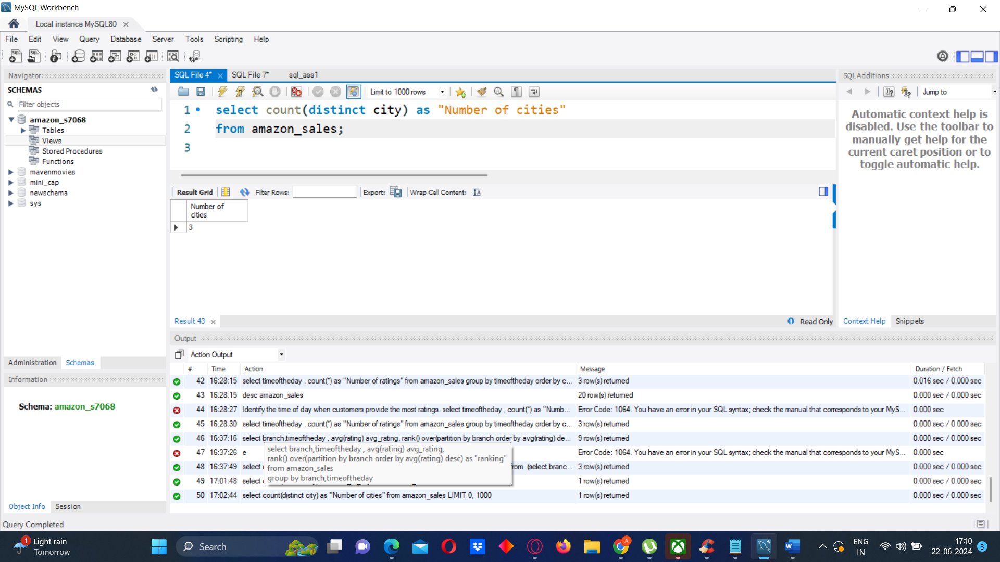 MySQL Workbench
Local instance MySQL80
File Edit View Query Database Server Tools Scripting Help
Navigator
SCHEMAS
Filter objects
amazon_s7068
Tables
Views
Stored Procedures
Functions
mavenmovies
mini_cap
newschema
sys
Administration Schemas
Information
Schema: amazon_s7068
Object Info Session
SQL File 4* SQL File 7* sql_ass1
Limit to 1000 rows
1 select count(distinct city) as "Number of cities"
2 from amazon_sales;
3
Result Grid Filter Rows: Export: Wrap Cell Content:
Number of
cities
3
Result 43 Read Only
SQLAdditions
Jump to
Automatic context help is
disabled. Use the toolbar to
manually get help for the
current caret position or to
toggle automatic help.
Context Help Snippets
Output
Action Output
# Time Action Message Duration / Fetch
42 16:28:15 select timeoftheday , count(*) as "Number of ratings" from amazon_sales group by timeoftheday order by c... 3 row(s) returned 0.016 sec / 0.000 sec
43 16:28:15 desc amazon_sales 20 row(s) returned 0.000 sec / 0.000 sec
44 16:28:27 Identify the time of day when customers provide the most ratings. select timeoftheday , count(*) as "Numb... Error Code: 1064. You have an error in your SQL syntax; check the manual that corresponds to your MyS... 0.000 sec
45 16:28:30 select timeoftheday , count(*) as "Number of ratings" from amazon_sales group by timeoftheday order by c... 3 row(s) returned 0.000 sec / 0.000 sec
46 16:37:16 select branch,timeoftheday , avg(rating) avg_rating, rank() over(partition by branch order by avg(rating) de... 9 row(s) returned 0.000 sec / 0.000 sec
47 16:37:26 e Error Code: 1064. You have an error in your SQL syntax; check the manual that corresponds to your MyS... 0.000 sec
48 16:37:49 select from (select branc... 3 row(s) returned 0.000 sec / 0.000 sec
49 17:01:48 select 1 row(s) returned 0.000 sec / 0.000 sec
50 17:02:44 select count(distinct city) as "Number of cities" from amazon_sales LIMIT 0, 1000 1 row(s) returned 0.000 sec / 0.000 sec
select branch,timeoftheday , avg(rating) avg_rating,
rank() over(partition by branch order by avg(rating) desc) as "ranking"
from amazon_sales
group by branch,timeoftheday
Query Completed
1 Light rain
Tomorrow
Search
A
ENG
IN
17:10
22-06-2024
3